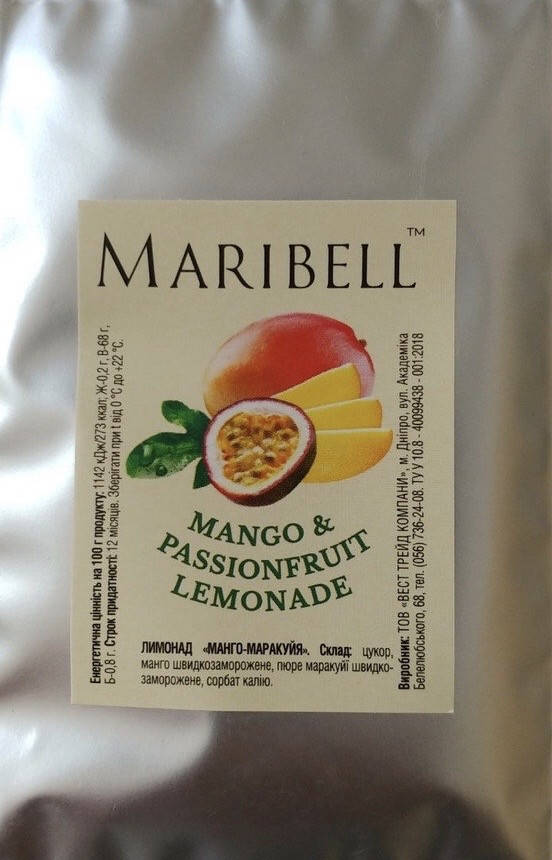 MARIBELL™
MANGO &
PASSIONFRUIT
LEMONADE
ЛИМОНАД «МАНГО-МАРАКУЙЯ». Склад: цукор,
манго швидкозаморожене, пюре маракуйї швидко-
заморожене, сорбат калію.
Енергетична цінність на 100 г продукту: 1142 кДж/273 ккал; Ж-0,2 г, В-68 г,
Б-0,8 г. Строк придатності: 12 місяців. Зберігати при t від 0 °С до +22 °С.
Виробник: ТОВ «ВЕСТ ТРЕЙД КОМПАНИ», м. Дніпро, вул. Академіка
Белелюбського, 68, тел. (056) 736-24-08. ТУ У 10.8 - 40099438 - 001:2018